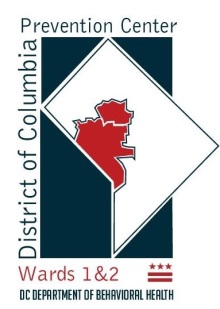 Prevention Center
District of Columbia
Wards 1&2
DC DEPARTMENT OF BEHAVIORAL HEALTH